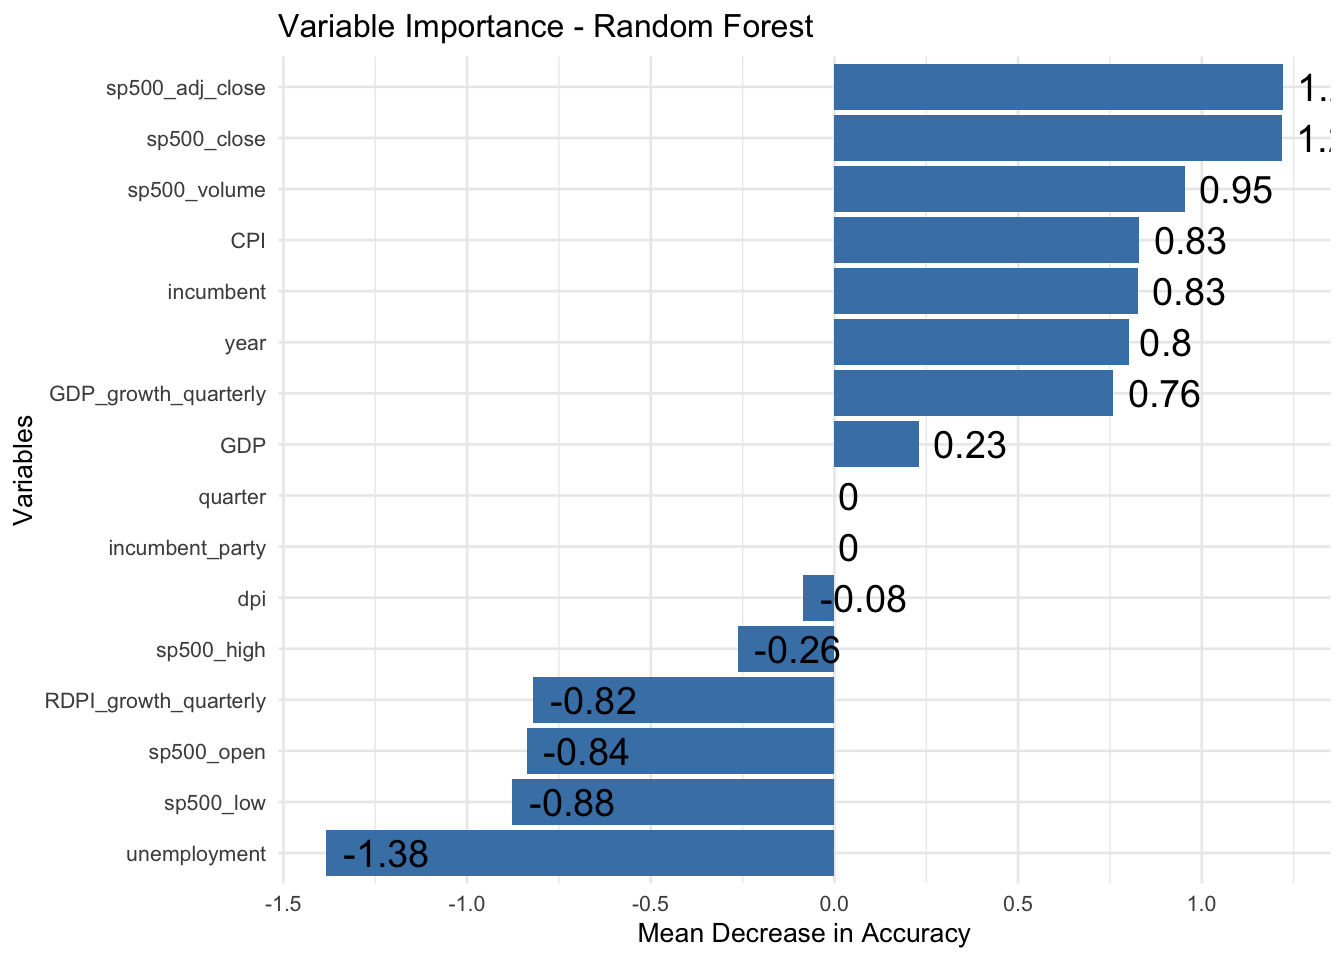 Variable Importance - Random Forest
sp500_adj_close
sp500_close 1.2
sp500_volume 0.95
CPI 0.83
incumbent 0.83
year 0.8
GDP_growth_quarterly 0.76
GDP 0.23
quarter 0
incumbent_party 0
dpi -0.08
sp500_high -0.26
RDPI_growth_quarterly -0.82
sp500_open -0.84
sp500_low -0.88
unemployment -1.38
Variables
-1.5 -1.0 -0.5 0.0 0.5 1.0
Mean Decrease in Accuracy